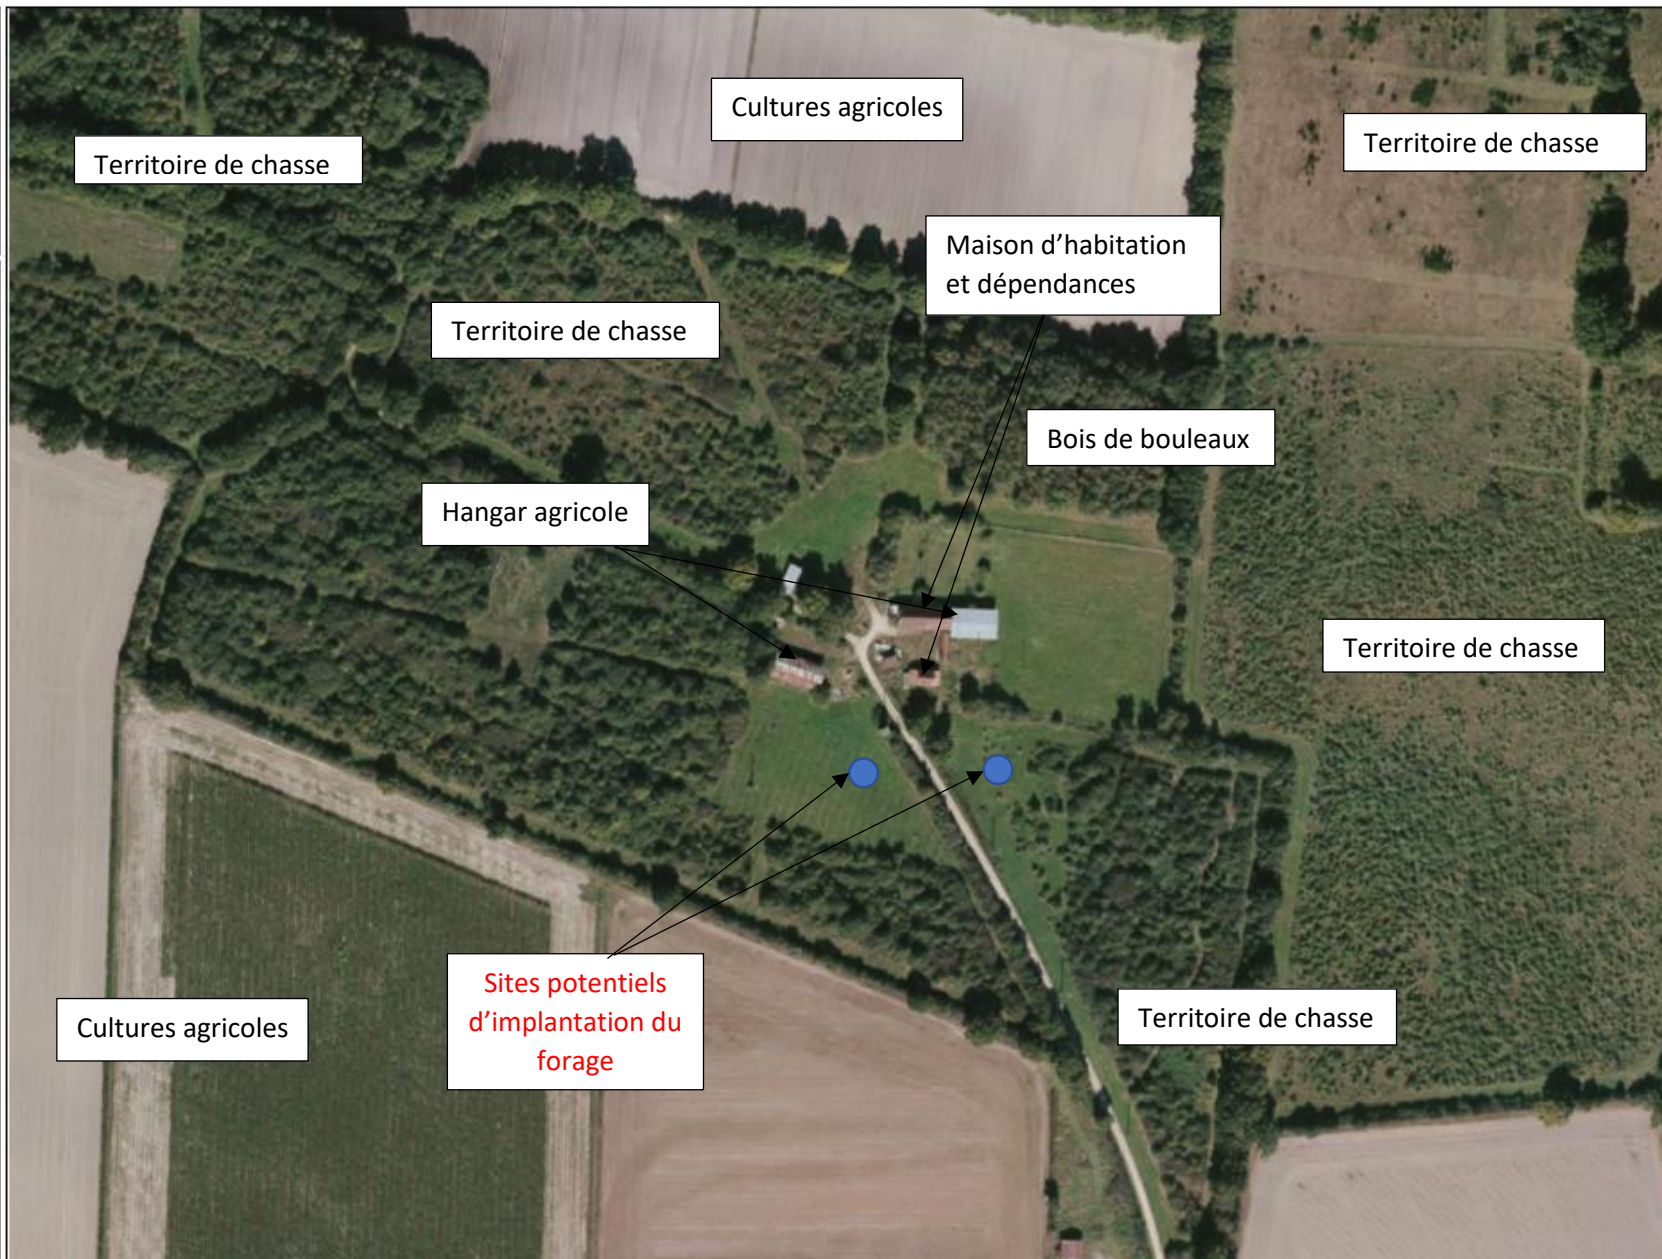 Cultures agricoles
Territoire de chasse
Territoire de chasse
Maison d’habitation
et dépendances
Territoire de chasse
Bois de bouleaux
Hangar agricole
Territoire de chasse
Sites potentiels
d’implantation du
forage
Cultures agricoles
Territoire de chasse